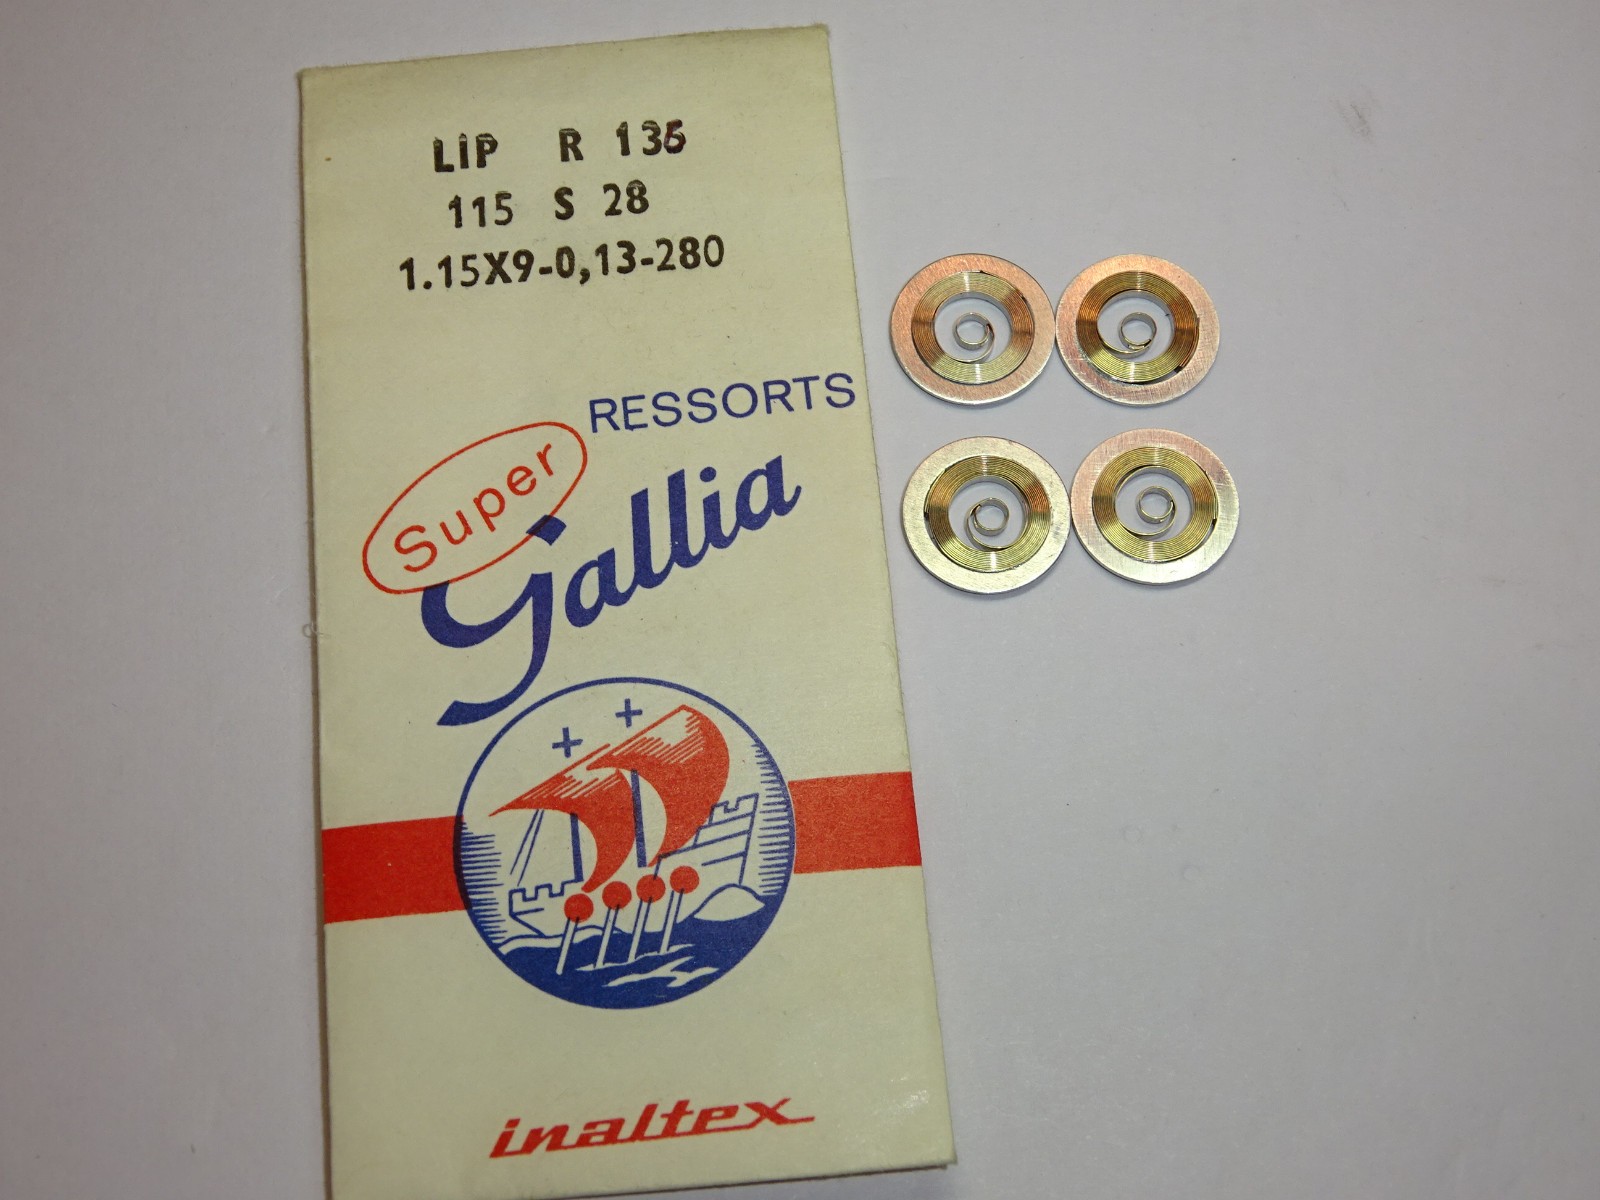 LIP R 136
115 S 28
1.15X9-0,13-280
RESSORTS
Super
Gallia
inaltex